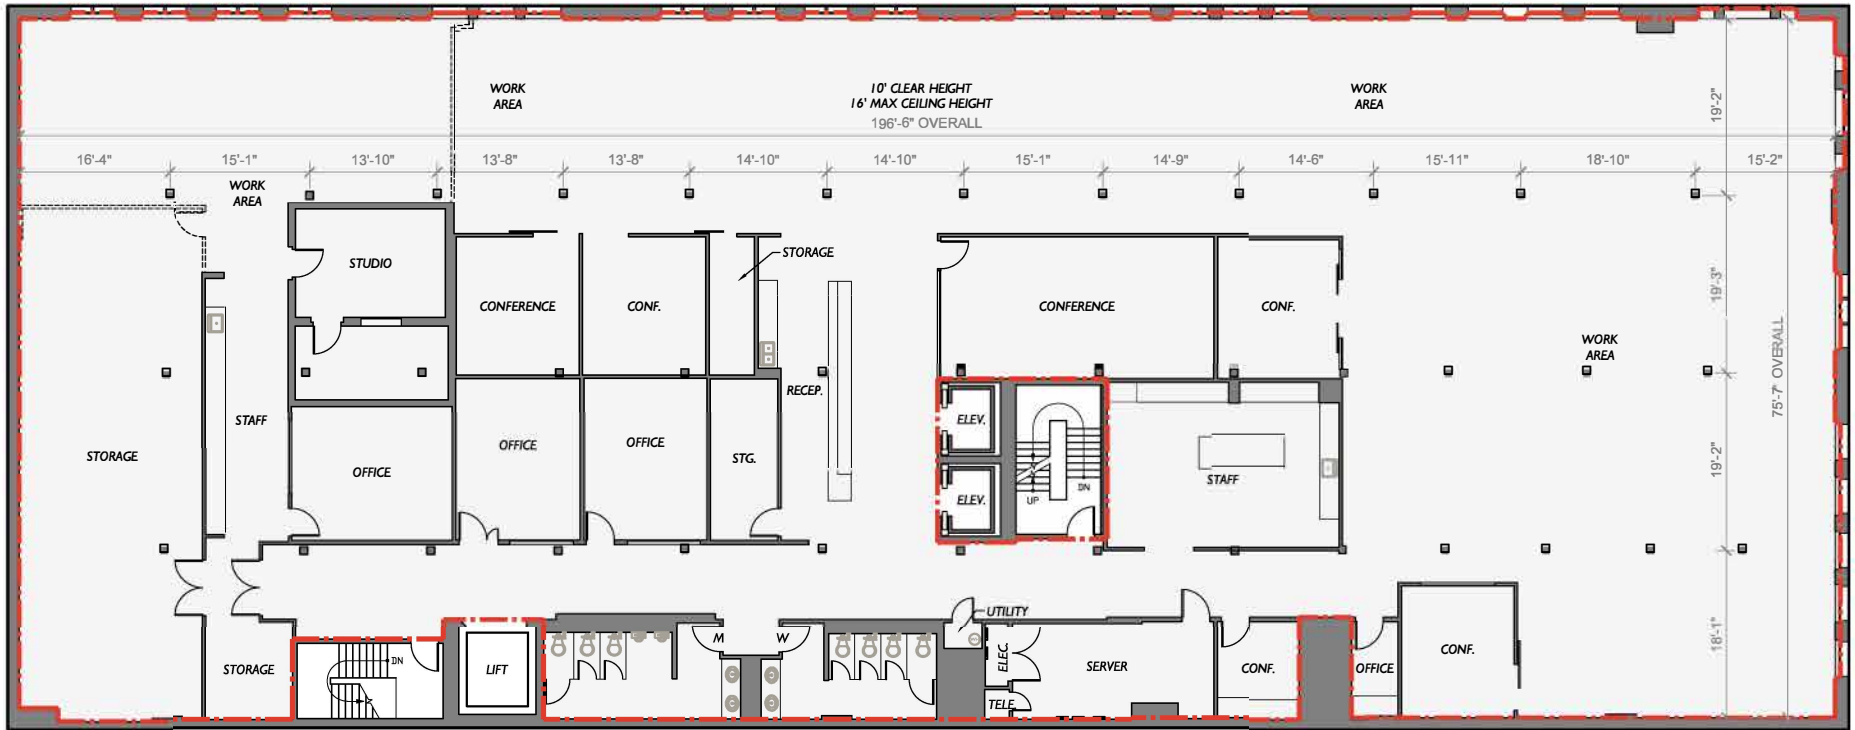 WORK
AREA
10' CLEAR HEIGHT
16' MAX CEILING HEIGHT
196'-6" OVERALL
WORK
AREA
19'-2"
16'-4"
15'-1"
13'-10"
13'-8"
13'-8"
14'-10"
14'-10"
15'-1"
14'-9"
14'-6"
15'-11"
18'-10"
15'-2"
WORK
AREA
STUDIO
STORAGE
CONFERENCE
CONF.
CONFERENCE
CONF.
19'-3"
WORK
AREA
75'-7" OVERALL
RECEP.
STAFF
ELEV.
OFFICE
OFFICE
STORAGE
OFFICE
STG.
19'-2"
STAFF
ELEV.
UP
DN
UTILITY
M
W
18'-1"
DN
STORAGE
LIFT
ELEC.
SERVER
CONF.
OFFICE
CONF.
TELE.